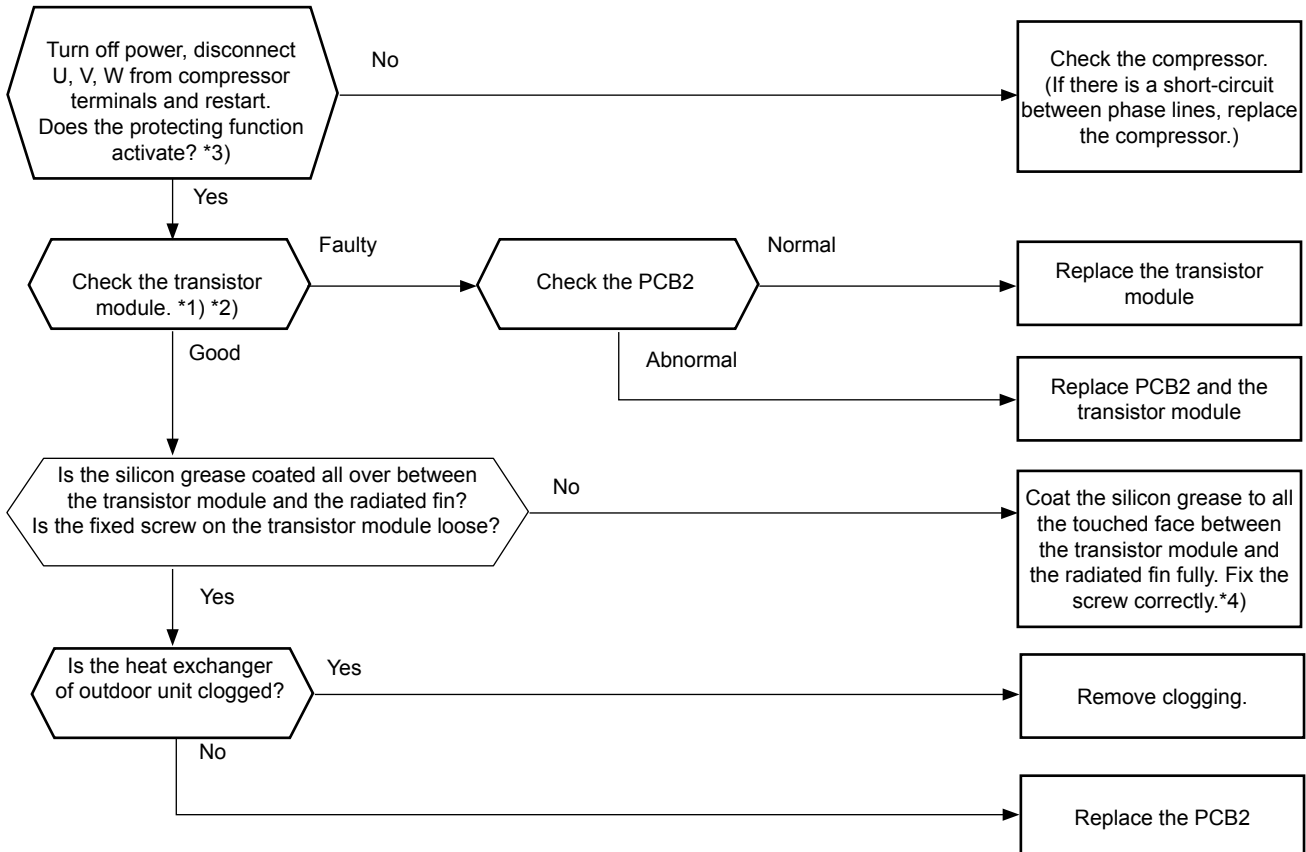 Turn off power, disconnect
U, V, W from compressor
terminals and restart.
Does the protecting function
activate? *3)
No
Check the compressor.
(If there is a short-circuit
between phase lines, replace
the compressor.)
Yes
Check the transistor
module. *1) *2)
Faulty
Check the PCB2
Normal
Replace the transistor
module
Good
Abnormal
Replace PCB2 and the
transistor module
Is the silicon grease coated all over between
the transistor module and the radiated fin?
Is the fixed screw on the transistor module loose?
No
Coat the silicon grease to all
the touched face between
the transistor module and
the radiated fin fully. Fix the
screw correctly.*4)
Yes
Is the heat exchanger
of outdoor unit clogged?
Yes
Remove clogging.
No
Replace the PCB2